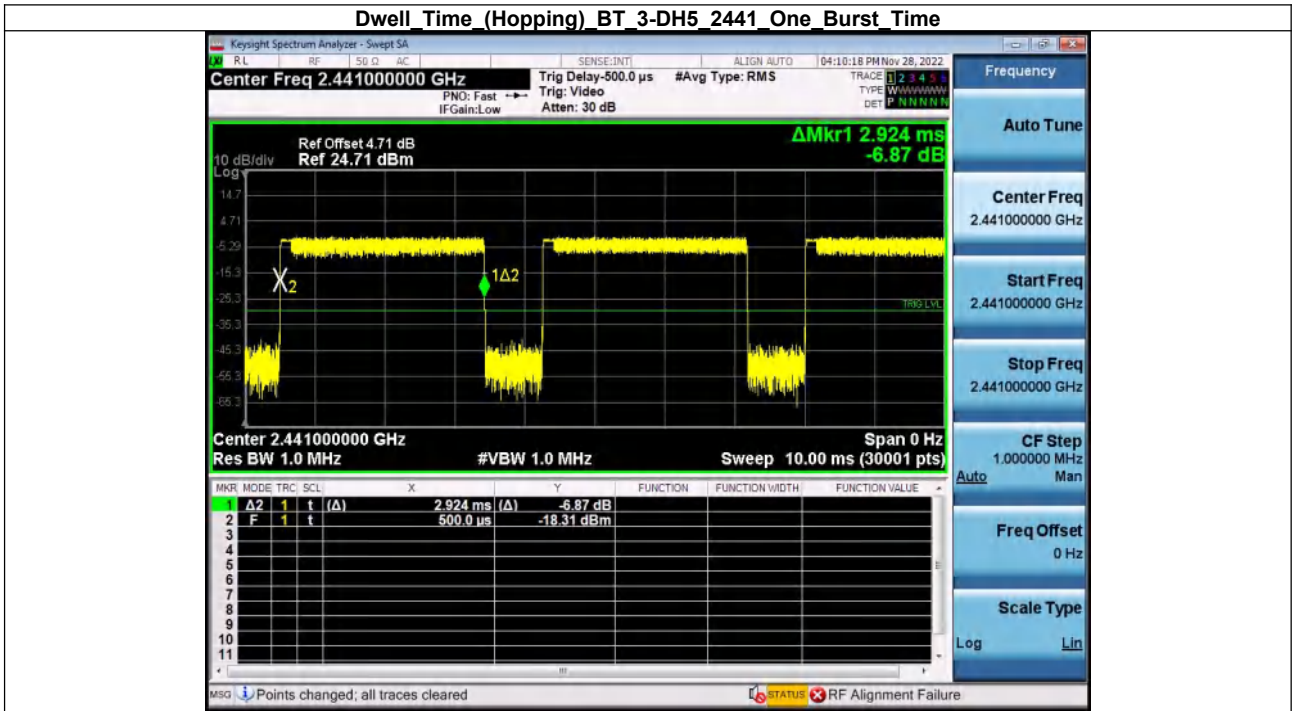 Dwell_Time_(Hopping)_BT_3-DH5_2441_One_Burst_Time
Keysight Spectrum Analyzer - Swept SA
RL RF 50 Ω AC SENSE:INT ALIGN AUTO 04:10:18 PM Nov 28, 2022
Center Freq 2.441000000 GHz
PNO: Fast
IFGain:Low
Trig Delay-500.0 µs
Trig: Video
Atten: 30 dB
#Avg Type: RMS
TRACE 1 2 3 4 5 6
TYPE WWWWWW
DET P NNNNN
ΔMkr1 2.924 ms
-6.87 dB
Ref Offset 4.71 dB
10 dB/div Ref 24.71 dBm
Log
14.7
4.71
-5.29
-15.3
-25.3
-35.3
-45.3
-55.3
-65.3
2
1Δ2
TRIG LVL
Center 2.441000000 GHz Span 0 Hz
Res BW 1.0 MHz #VBW 1.0 MHz Sweep 10.00 ms (30001 pts)
MKR MODE TRC SCL X Y FUNCTION FUNCTION WIDTH FUNCTION VALUE
1 Δ2 1 t (Δ) 2.924 ms (Δ) -6.87 dB
2 F 1 t 500.0 µs -18.31 dBm
3
4
5
6
7
8
9
10
11
MSG Points changed; all traces cleared STATUS RF Alignment Failure
Frequency
Auto Tune
Center Freq
2.441000000 GHz
Start Freq
2.441000000 GHz
Stop Freq
2.441000000 GHz
CF Step
1.000000 MHz
Auto Man
Freq Offset
0 Hz
Scale Type
Log Lin